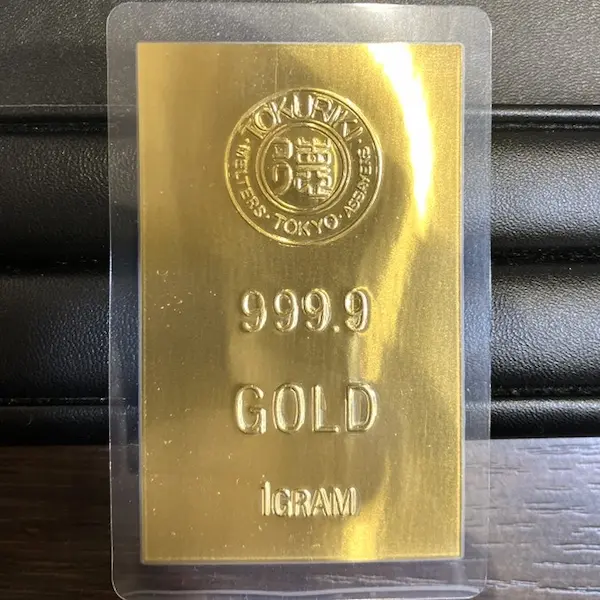 TOKURIKI
MELTERS · TOKYO · ASSAYERS
999.9
GOLD
1GRAM